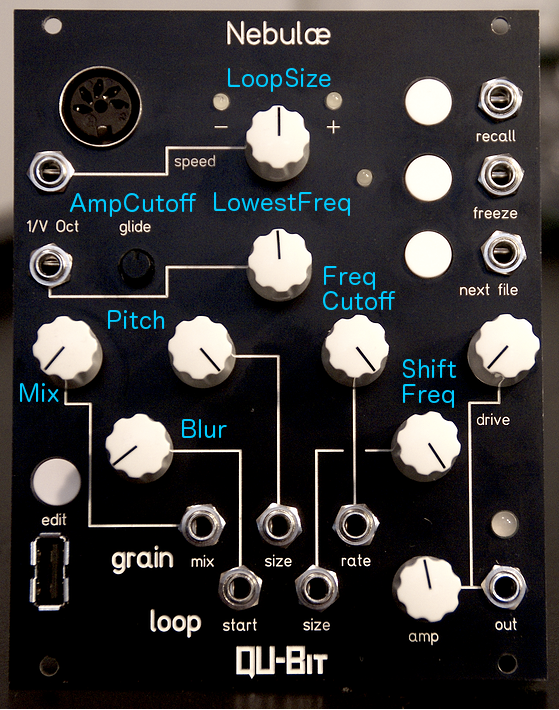 Nebulæ
LoopSize
− +
speed
recall
AmpCutoff LowestFreq
1/V Oct glide
freeze
Freq
Cutoff
next file
Pitch
Shift
Freq
Mix
drive
Blur
edit
grain mix size rate
loop start size
amp out
QU-BIT